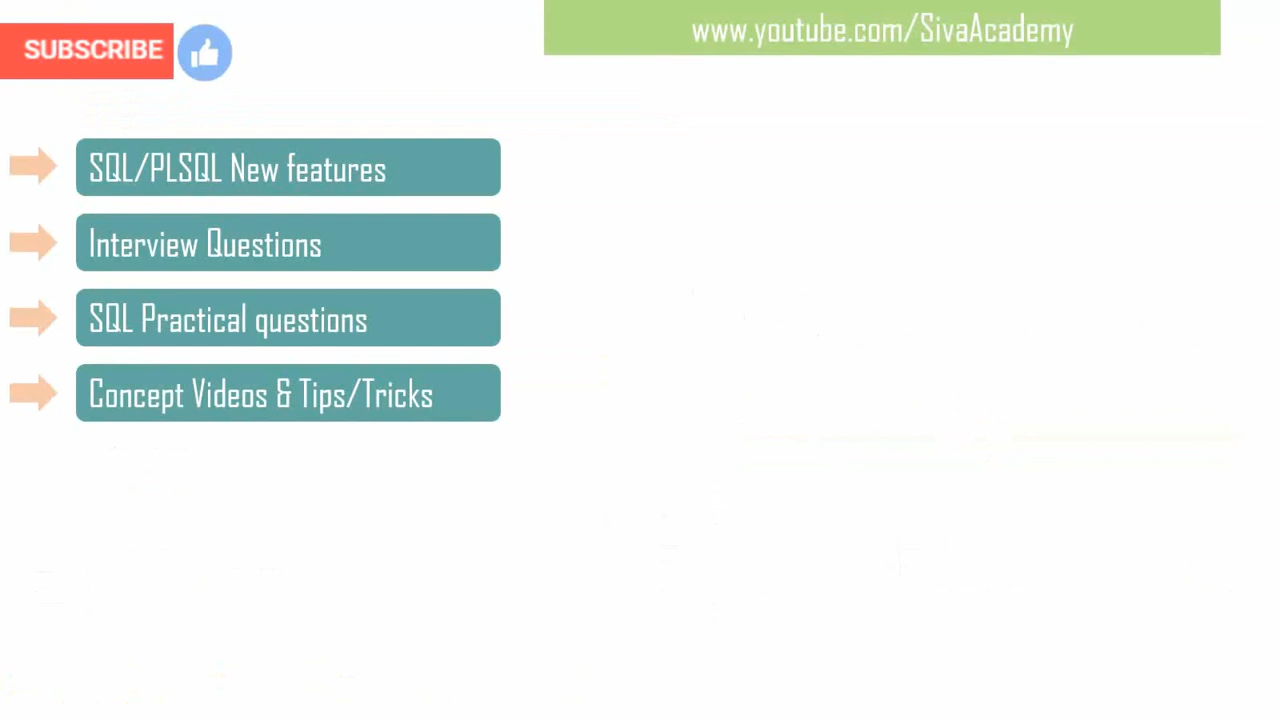 SUBSCRIBE
www.youtube.com/SivaAcademy
SQL/PLSQL New features
Interview Questions
SQL Practical questions
Concept Videos & Tips/Tricks